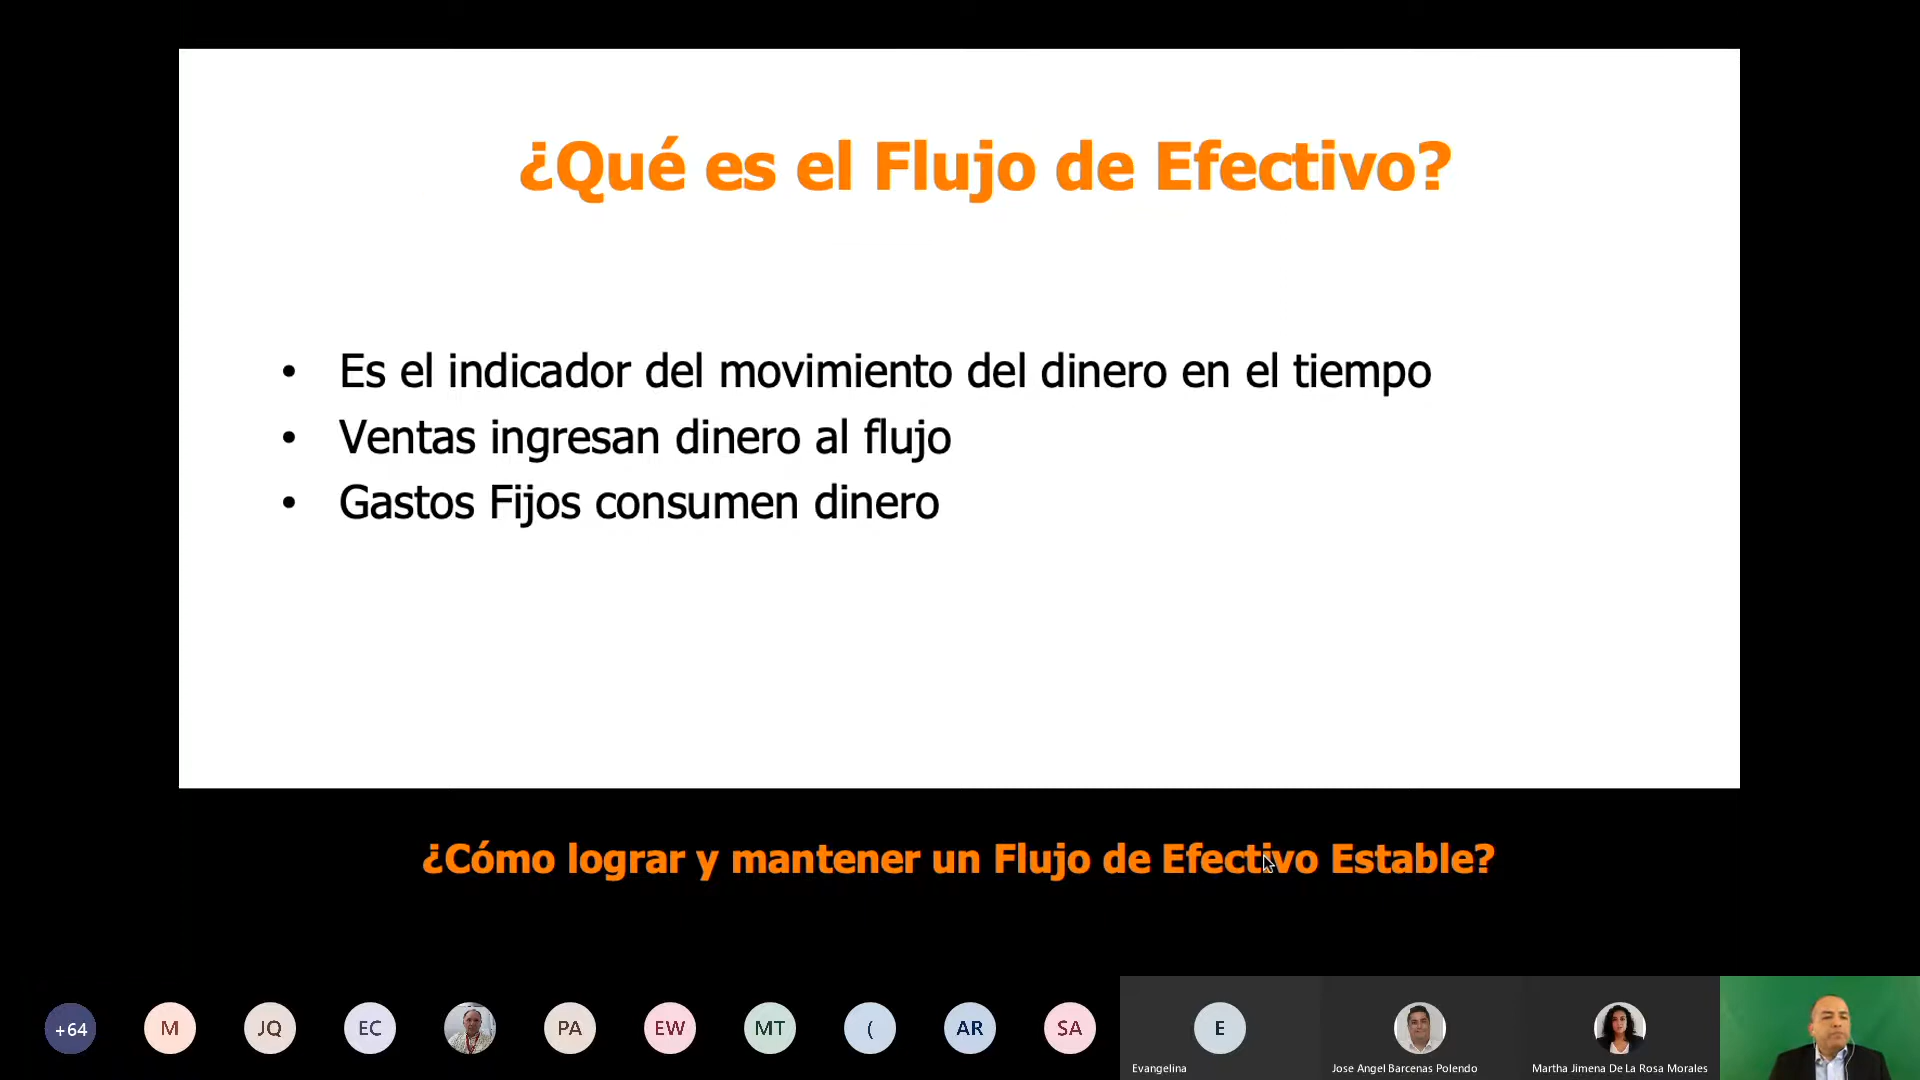 ¿Qué es el Flujo de Efectivo?
• Es el indicador del movimiento del dinero en el tiempo
• Ventas ingresan dinero al flujo
• Gastos Fijos consumen dinero
¿Cómo lograr y mantener un Flujo de Efectivo Estable?
+64 M JQ EC PA EW MT ( AR SA E
Evangelina Jose Angel Barcenas Polendo Martha Jimena De La Rosa Morales